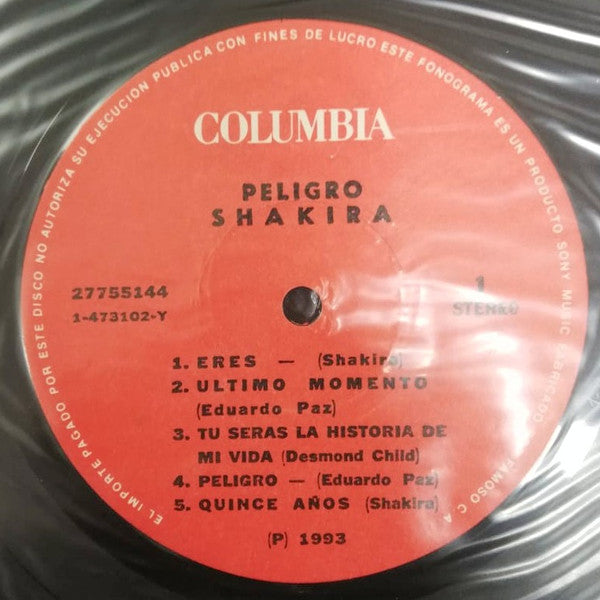 EL IMPORTE PAGADO POR ESTE DISCO NO AUTORIZA SU EJECUCION PUBLICA CON FINES DE LUCRO. ESTE FONOGRAMA ES UN PRODUCTO SONY MUSIC FABRICADO FAMOSO C A
COLUMBIA
PELIGRO
SHAKIRA
27755144
1
1-473102-Y
STEREO
1. ERES — (Shakira)
2. ULTIMO MOMENTO
(Eduardo Paz)
3. TU SERAS LA HISTORIA DE
MI VIDA (Desmond Child)
4. PELIGRO — (Eduardo Paz)
5. QUINCE AÑOS (Shakira)
(P) 1993